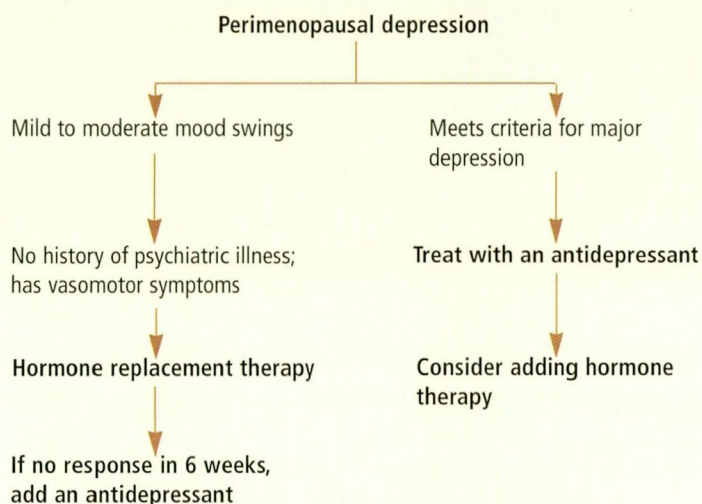 Perimenopausal depression
Mild to moderate mood swings
Meets criteria for major
depression
No history of psychiatric illness;
has vasomotor symptoms
Treat with an antidepressant
Hormone replacement therapy
Consider adding hormone
therapy
If no response in 6 weeks,
add an antidepressant